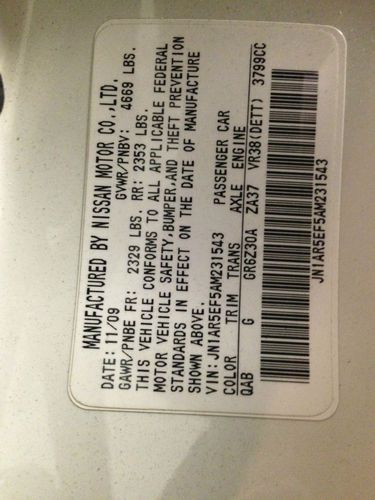 MANUFACTURED BY NISSAN MOTOR CO.,LTD.
DATE: 11/09 GVWR/PNBV: 4669 LBS.
GAWR/PNBE FR: 2329 LBS. RR: 2353 LBS.
THIS VEHICLE CONFORMS TO ALL APPLICABLE FEDERAL
MOTOR VEHICLE SAFETY,BUMPER,AND THEFT PREVENTION
STANDARDS IN EFFECT ON THE DATE OF MANUFACTURE
SHOWN ABOVE.
VIN: JN1AR5EF5AM231543 PASSENGER CAR
COLOR TRIM TRANS AXLE ENGINE
QAB G GR6Z30A ZA37 VR38(DETT) 3799CC
JN1AR5EF5AM231543